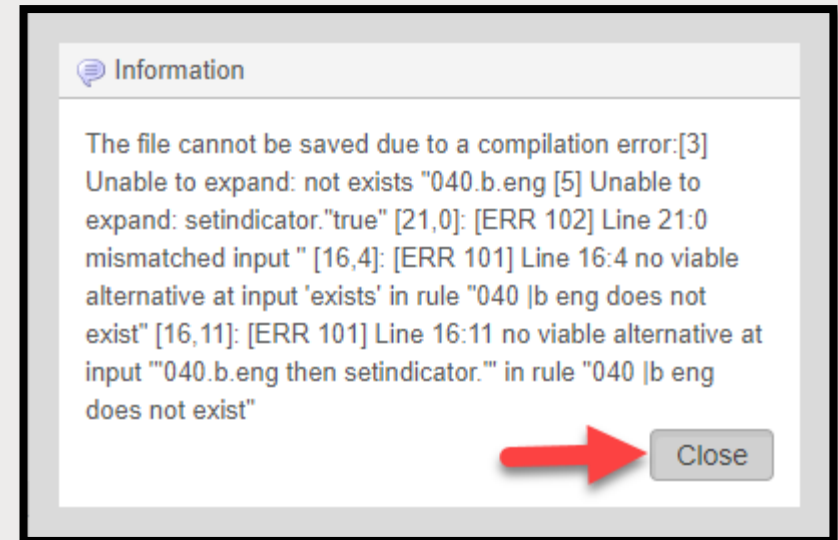 Information
The file cannot be saved due to a compilation error:[3]
Unable to expand: not exists "040.b.eng [5] Unable to
expand: setindicator."true" [21,0]: [ERR 102] Line 21:0
mismatched input '' [16,4]: [ERR 101] Line 16:4 no viable
alternative at input 'exists' in rule "040 |b eng does not
exist" [16,11]: [ERR 101] Line 16:11 no viable alternative at
input '"040.b.eng then setindicator."' in rule "040 |b eng
does not exist"
Close